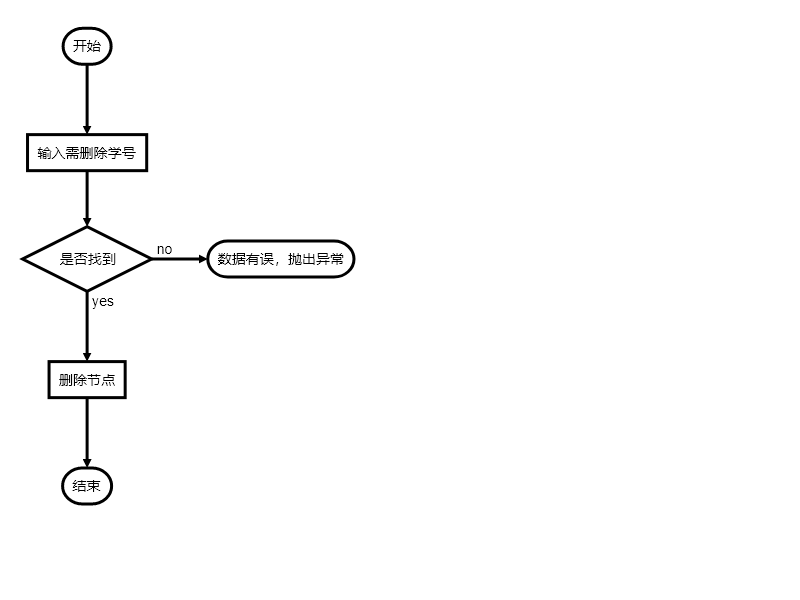 开始
输入需删除学号
是否找到
no
数据有误，抛出异常
yes
删除节点
结束